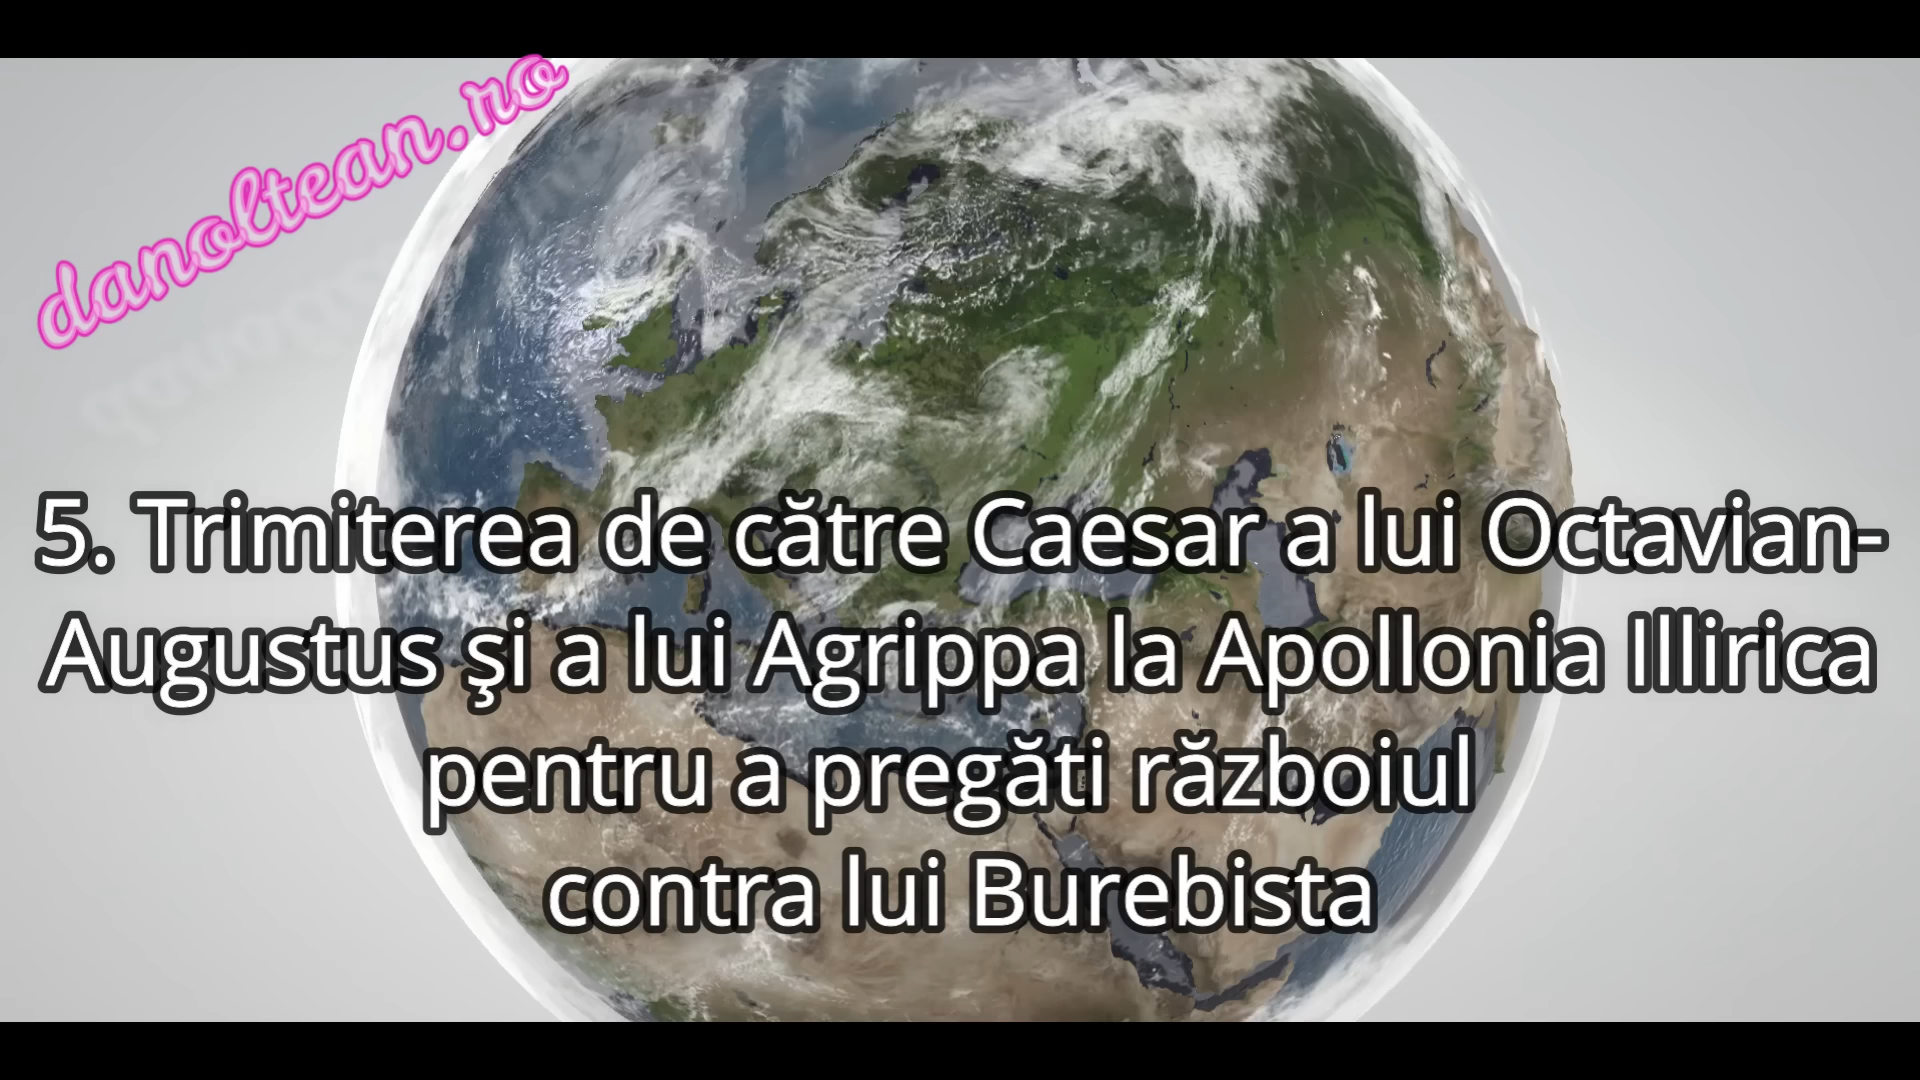 danoltean.ro
5. Trimiterea de către Caesar a lui Octavian-
Augustus şi a lui Agrippa la Apollonia Illirica
pentru a pregăti războiul
contra lui Burebista